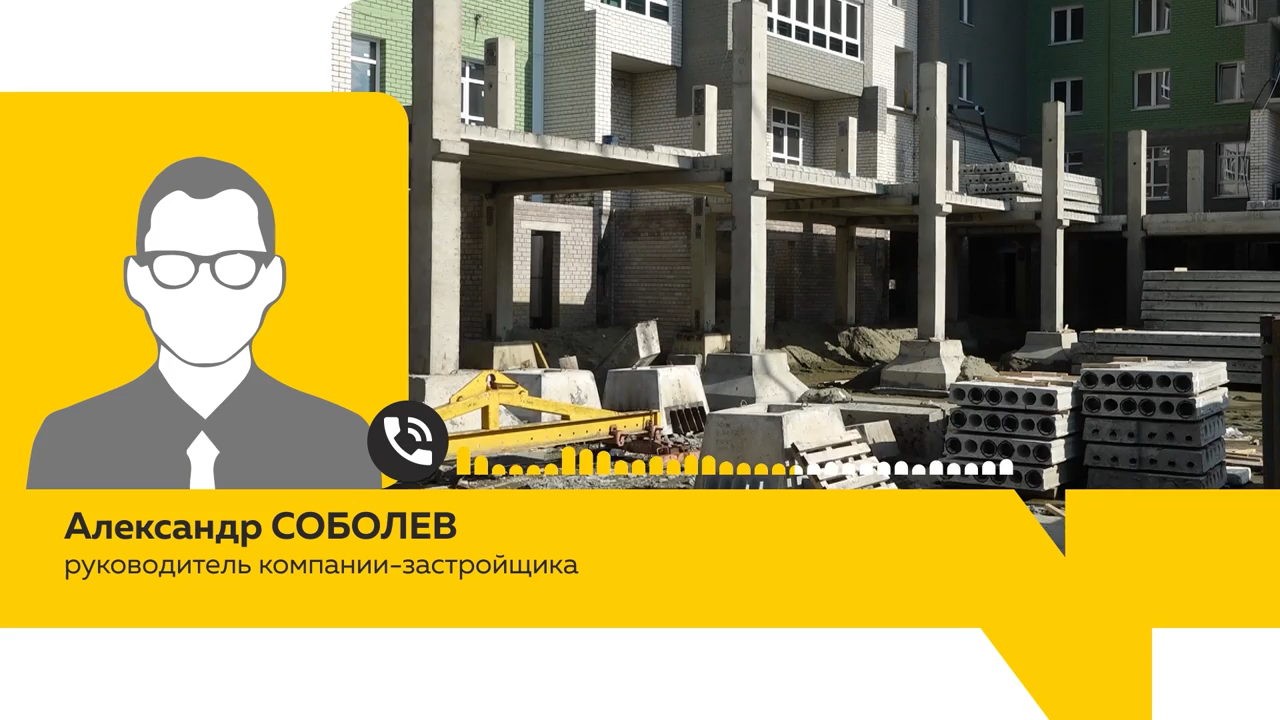 Александр СОБОЛЕВ
руководитель компании-застройщика